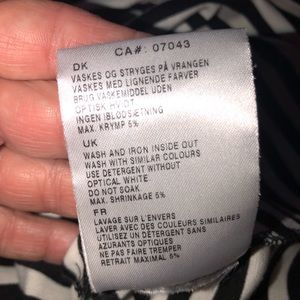 CA#: 07043
DK
VASKES OG STRYGES PÅ VRANGEN
VASKES MED LIGNENDE FARVER
BRUG VASKEMIDDEL UDEN
OPTISK HVIDT
INGEN IBLØDSÆTNING
MAX. KRYMP 5%
UK
WASH AND IRON INSIDE OUT
WASH WITH SIMILAR COLOURS
USE DETERGENT WITHOUT
OPTICAL WHITE.
DO NOT SOAK
MAX. SHRINKAGE 5%
FR
LAVAGE SUR L'ENVERS
LAVER AVEC DES COULEURS SIMILAIRES
UTILISEZ UN DÉTERGENT SANS
AZURANTS OPTIQUES
NE PAS FAIRE TREMPER
RETRAIT MAXIMAL 5%